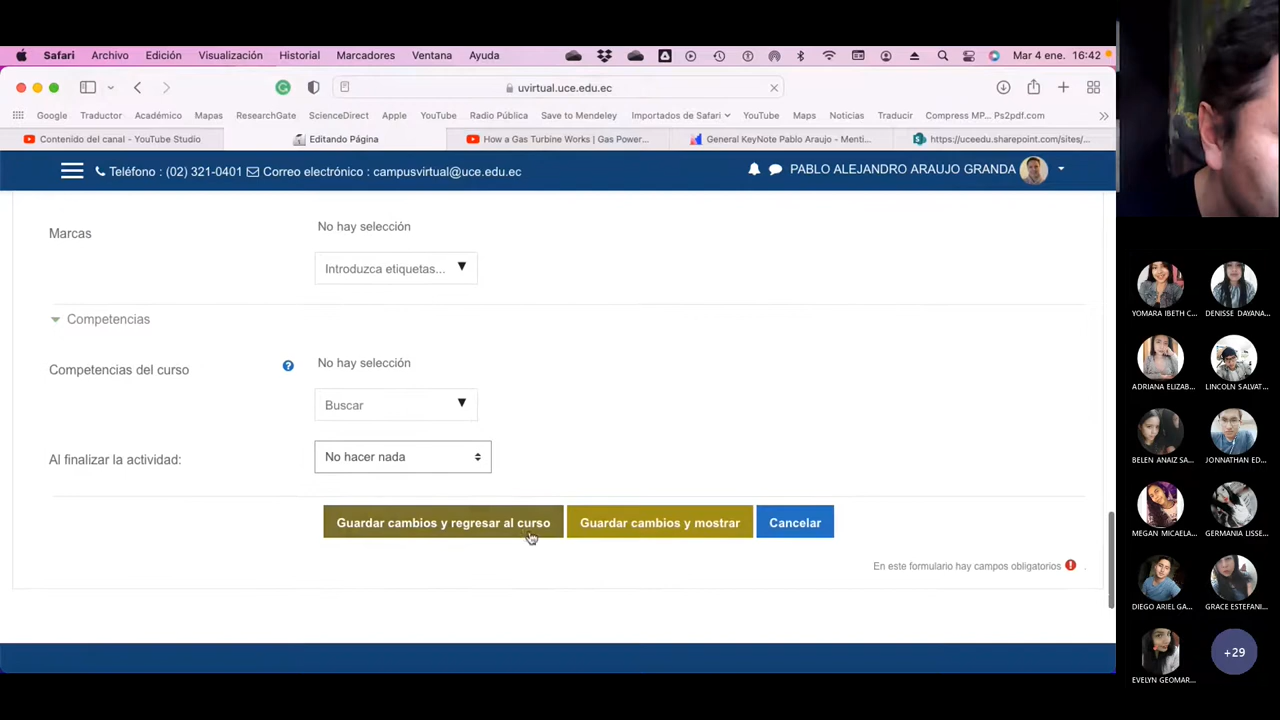 Safari Archivo Edición Visualización Historial Marcadores Ventana Ayuda Mar 4 ene. 16:42
uvirtual.uce.edu.ec
Google Traductor Académico Mapas ResearchGate ScienceDirect Apple YouTube Radio Pública Save to Mendeley Importados de Safari YouTube Maps Noticias Traducir Compress MP... Ps2pdf.com
Contenido del canal - YouTube Studio Editando Página How a Gas Turbine Works | Gas Power... General KeyNote Pablo Araujo - Menti... https://uceedu.sharepoint.com/sites/...
Teléfono : (02) 321-0401 Correo electrónico : campusvirtual@uce.edu.ec PABLO ALEJANDRO ARAUJO GRANDA
Marcas No hay selección
Introduzca etiquetas... ▼
Competencias
Competencias del curso ? No hay selección
Buscar ▼
Al finalizar la actividad: No hacer nada
Guardar cambios y regresar al curso Guardar cambios y mostrar Cancelar
En este formulario hay campos obligatorios .
YOMARA IBETH C... DENISSE DAYANA...
ADRIANA ELIZAB... LINCOLN SALVAT...
BELEN ANAIZ SA... JONNATHAN ED...
MEGAN MICAELA... GERMANIA LISSE...
DIEGO ARIEL GA... GRACE ESTEFANI...
+29
EVELYN GEOMAR...